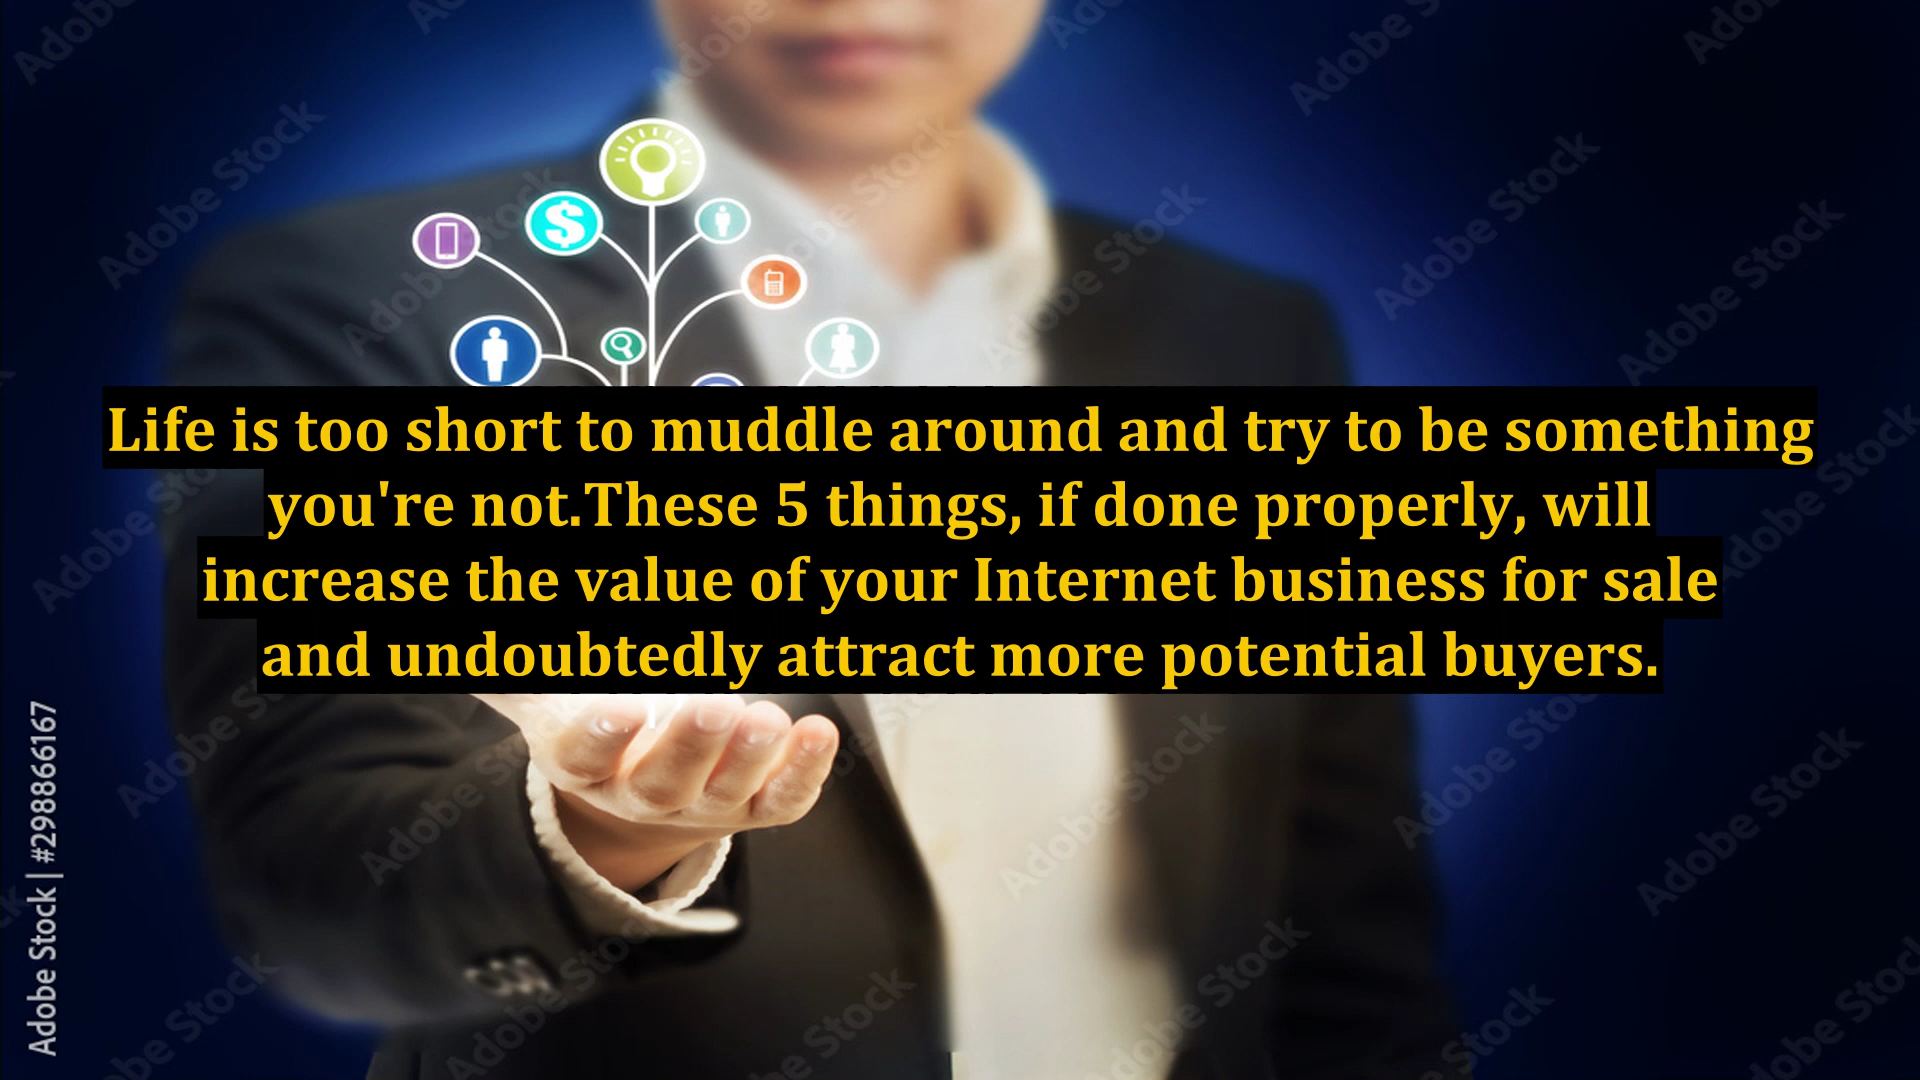 Life is too short to muddle around and try to be something
you're not.These 5 things, if done properly, will
increase the value of your Internet business for sale
and undoubtedly attract more potential buyers.
Adobe Stock | #298866167
Adobe Stock